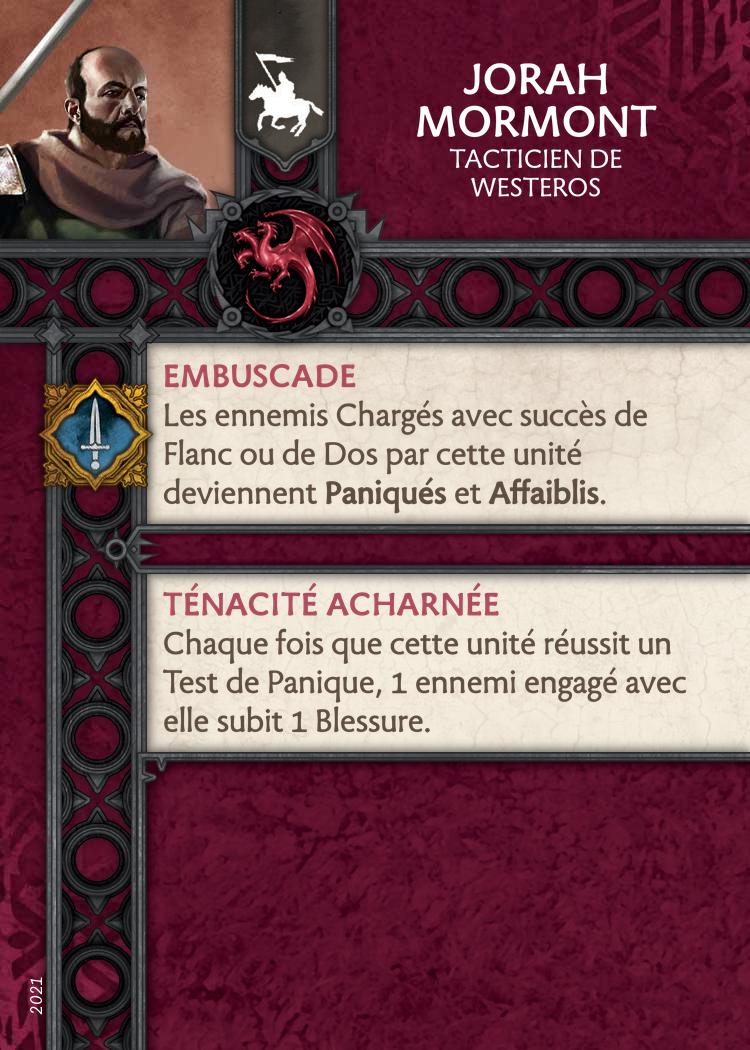 JORAH
MORMONT
TACTICIEN DE
WESTEROS
EMBUSCADE
Les ennemis Chargés avec succès de
Flanc ou de Dos par cette unité
deviennent Paniqués et Affaiblis.
TÉNACITÉ ACHARNÉE
Chaque fois que cette unité réussit un
Test de Panique, 1 ennemi engagé avec
elle subit 1 Blessure.
2021